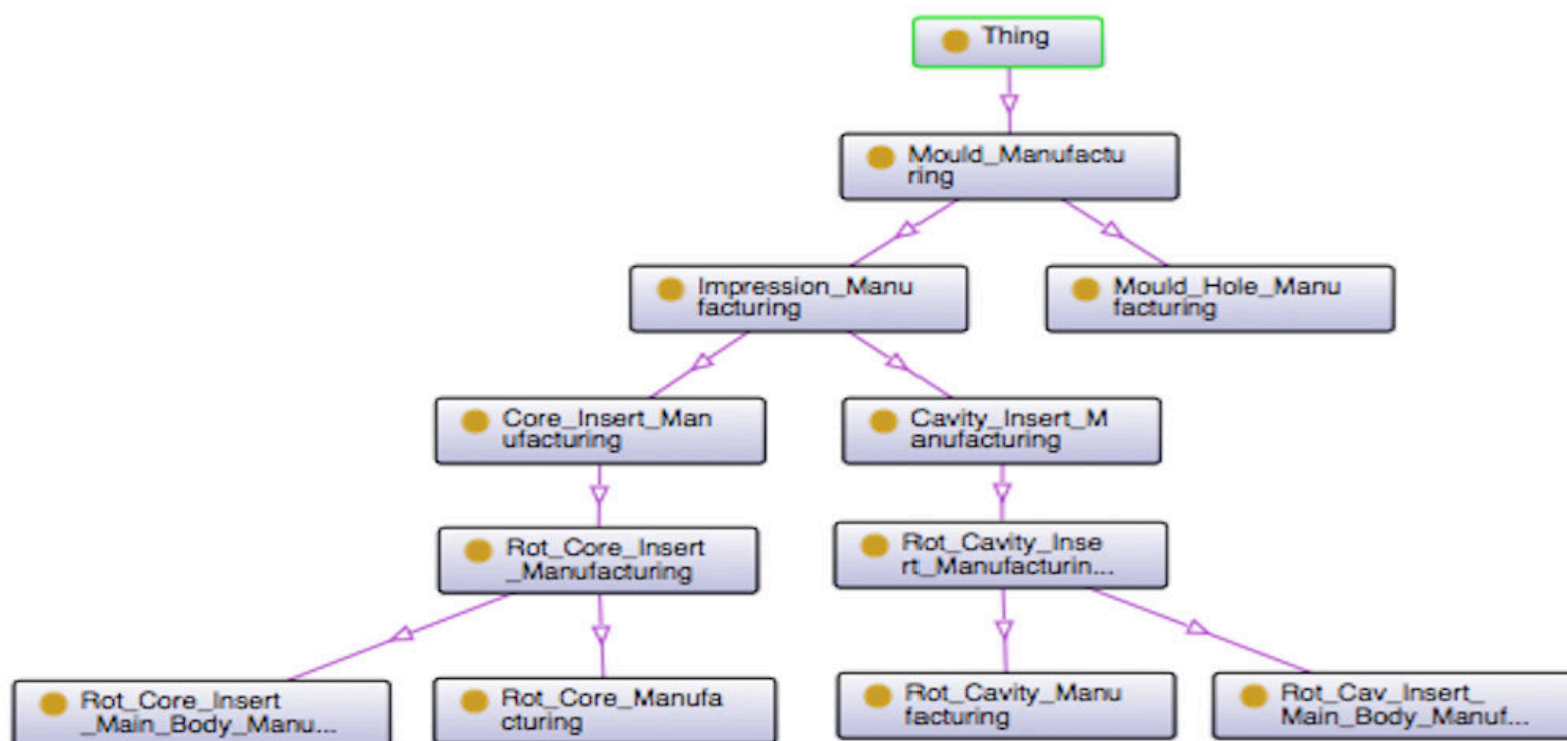 Thing
Mould_Manufactu
ring
Impression_Manu
facturing
Mould_Hole_Manu
facturing
Core_Insert_Man
ufacturing
Cavity_Insert_M
anufacturing
Rot_Core_Insert
_Manufacturing
Rot_Cavity_Inse
rt_Manufacturin...
Rot_Core_Insert
_Main_Body_Manu...
Rot_Core_Manufa
cturing
Rot_Cavity_Manu
facturing
Rot_Cav_Insert_
Main_Body_Manuf...